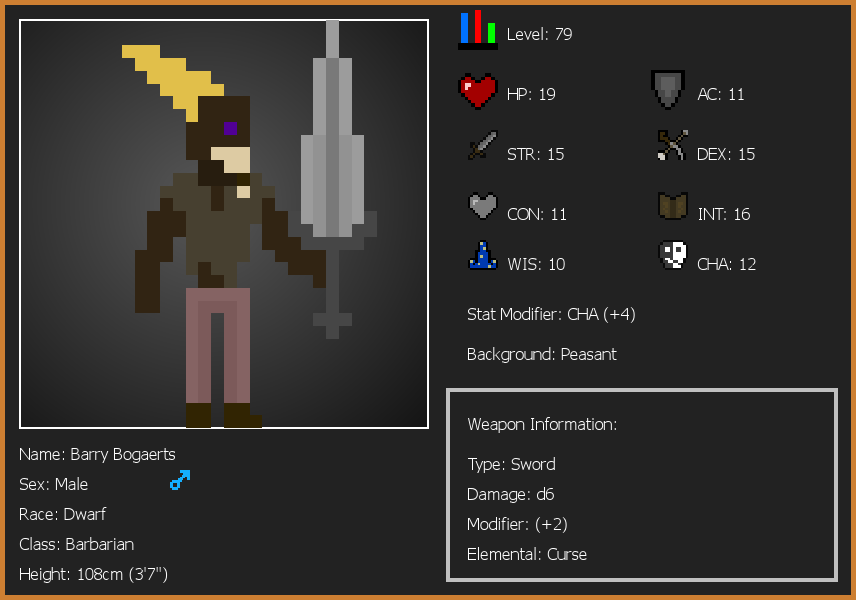 Level: 79
HP: 19
AC: 11
STR: 15
DEX: 15
CON: 11
INT: 16
WIS: 10
CHA: 12
Stat Modifier: CHA (+4)
Background: Peasant
Weapon Information:
Type: Sword
Damage: d6
Modifier: (+2)
Elemental: Curse
Name: Barry Bogaerts
Sex: Male
Race: Dwarf
Class: Barbarian
Height: 108cm (3'7")